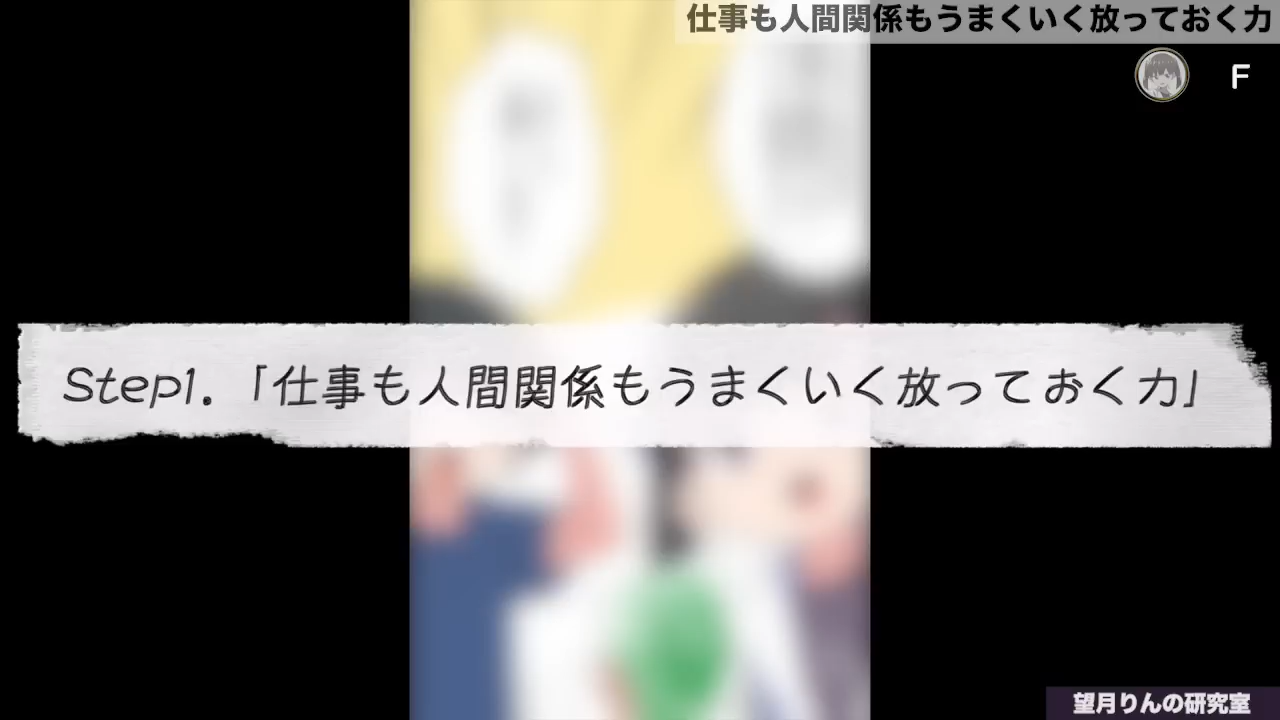 仕事も人間関係もうまくいく放っておく力
F
Step1.「仕事も人間関係もうまくいく放っておく力」
望月りんの研究室